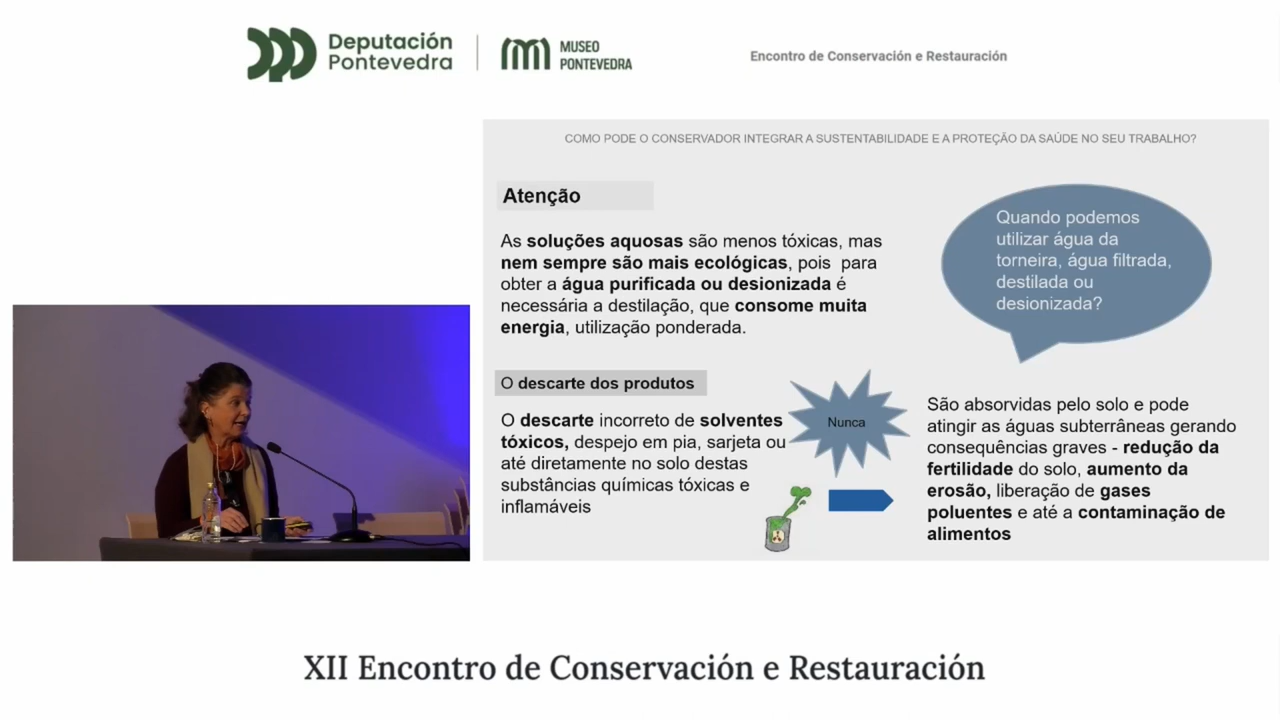 Deputación
Pontevedra
MUSEO
PONTEVEDRA
Encontro de Conservación e Restauración
COMO PODE O CONSERVADOR INTEGRAR A SUSTENTABILIDADE E A PROTEÇÃO DA SAÚDE NO SEU TRABALHO?
Atenção
As soluções aquosas são menos tóxicas, mas
nem sempre são mais ecológicas, pois para
obter a água purificada ou desionizada é
necessária a destilação, que consome muita
energia, utilização ponderada.
Quando podemos
utilizar água da
torneira, água filtrada,
destilada ou
desionizada?
O descarte dos produtos
O descarte incorreto de solventes
tóxicos, despejo em pia, sarjeta ou
até diretamente no solo destas
substâncias químicas tóxicas e
inflamáveis
Nunca
São absorvidas pelo solo e pode
atingir as águas subterrâneas gerando
consequências graves - redução da
fertilidade do solo, aumento da
erosão, liberação de gases
poluentes e até a contaminação de
alimentos
XII Encontro de Conservación e Restauración